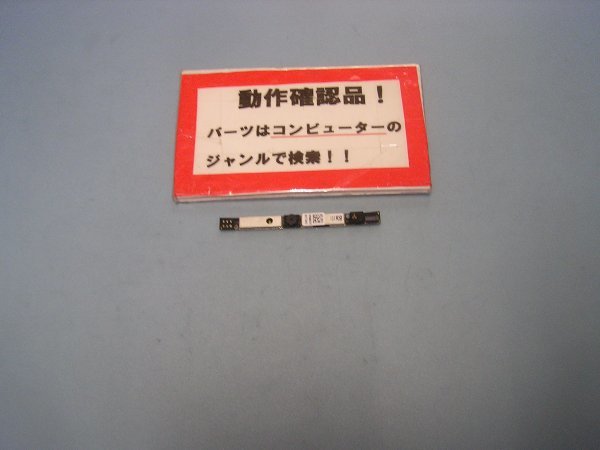 動作確認品！
パーツはコンピューターの
ジャンルで検索！！